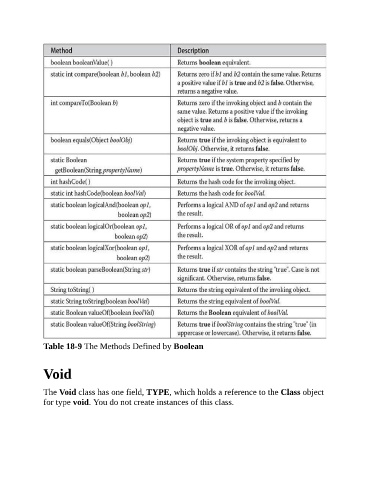 Method Description
boolean booleanValue( ) Returns boolean equivalent.
static int compare(boolean b1, boolean b2) Returns zero if b1 and b2 contain the same value. Returns
a positive value if b1 is true and b2 is false. Otherwise,
returns a negative value.
int compareTo(Boolean b) Returns zero if the invoking object and b contain the
same value. Returns a positive value if the invoking
object is true and b is false. Otherwise, returns a
negative value.
boolean equals(Object boolObj) Returns true if the invoking object is equivalent to
boolObj. Otherwise, it returns false.
static Boolean Returns true if the system property specified by
getBoolean(String propertyName) propertyName is true. Otherwise, it returns false.
int hashCode( ) Returns the hash code for the invoking object.
static int hashCode(boolean boolVal) Returns the hash code for boolVal.
static boolean logicalAnd(boolean op1, Performs a logical AND of op1 and op2 and returns
boolean op2) the result.
static boolean logicalOr(boolean op1, Performs a logical OR of op1 and op2 and returns
boolean op2) the result.
static boolean logicalXor(boolean op1, Performs a logical XOR of op1 and op2 and returns
boolean op2) the result.
static boolean parseBoolean(String str) Returns true if str contains the string "true". Case is not
significant. Otherwise, returns false.
String toString( ) Returns the string equivalent of the invoking object.
static String toString(boolean boolVal) Returns the string equivalent of boolVal.
static Boolean valueOf(boolean boolVal) Returns the Boolean equivalent of boolVal.
static Boolean valueOf(String boolString) Returns true if boolString contains the string "true" (in
uppercase or lowercase). Otherwise, it returns false.
Table 18-9 The Methods Defined by Boolean
Void
The Void class has one field, TYPE, which holds a reference to the Class object
for type void. You do not create instances of this class.